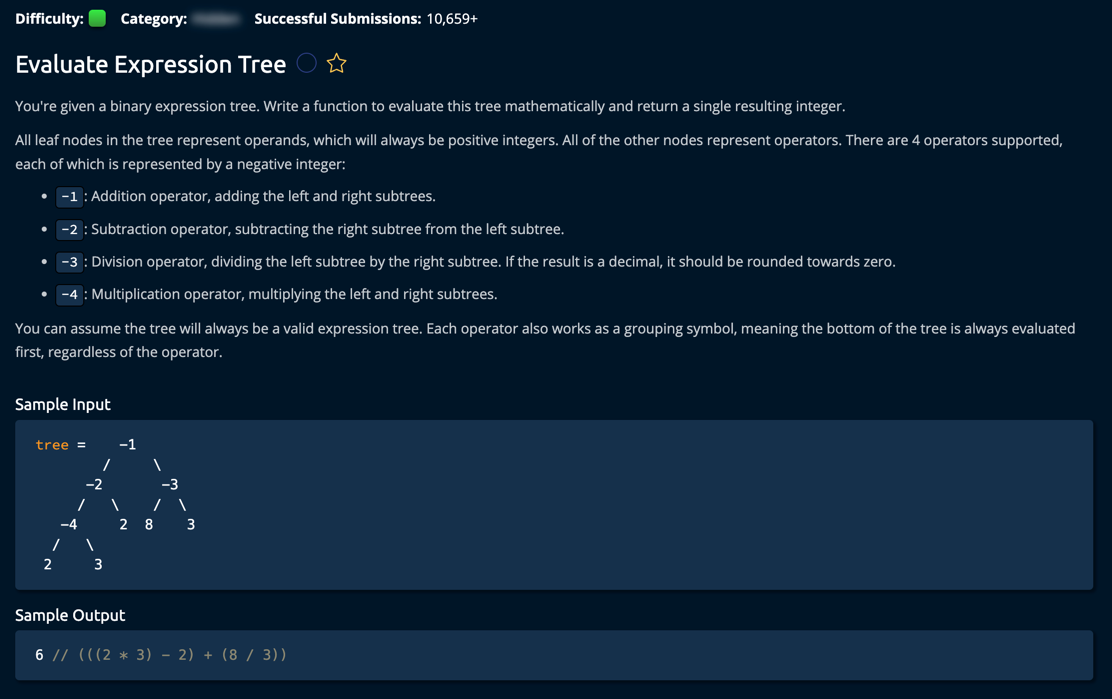 Difficulty: Category: Successful Submissions: 10,659+
Evaluate Expression Tree
You're given a binary expression tree. Write a function to evaluate this tree mathematically and return a single resulting integer.
All leaf nodes in the tree represent operands, which will always be positive integers. All of the other nodes represent operators. There are 4 operators supported,
each of which is represented by a negative integer:
• -1: Addition operator, adding the left and right subtrees.
• -2: Subtraction operator, subtracting the right subtree from the left subtree.
• -3: Division operator, dividing the left subtree by the right subtree. If the result is a decimal, it should be rounded towards zero.
• -4: Multiplication operator, multiplying the left and right subtrees.
You can assume the tree will always be a valid expression tree. Each operator also works as a grouping symbol, meaning the bottom of the tree is always evaluated
first, regardless of the operator.
Sample Input
tree =    -1
        /     \
      -2       -3
     /   \    /  \
   -4     2  8    3
  /   \
 2     3
Sample Output
6 // (((2 * 3) - 2) + (8 / 3))